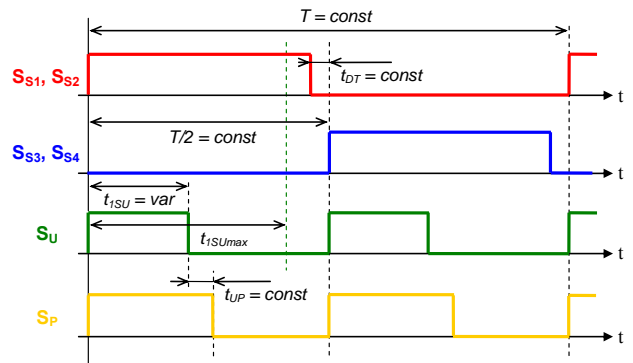 T = const
S_S1, S_S2
t_DT = const
t
T/2 = const
S_S3, S_S4
t
t_1SU = var
S_U
t_1SUmax
t
t_UP = const
S_P
t